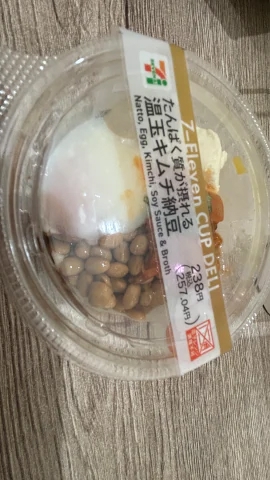 7-Eleven CUP DELI
たんぱく質が摂れる
温玉キムチ納豆
Natto, Egg, Kimchi, Soy Sauce & Broth
238円
(税込257.04円)